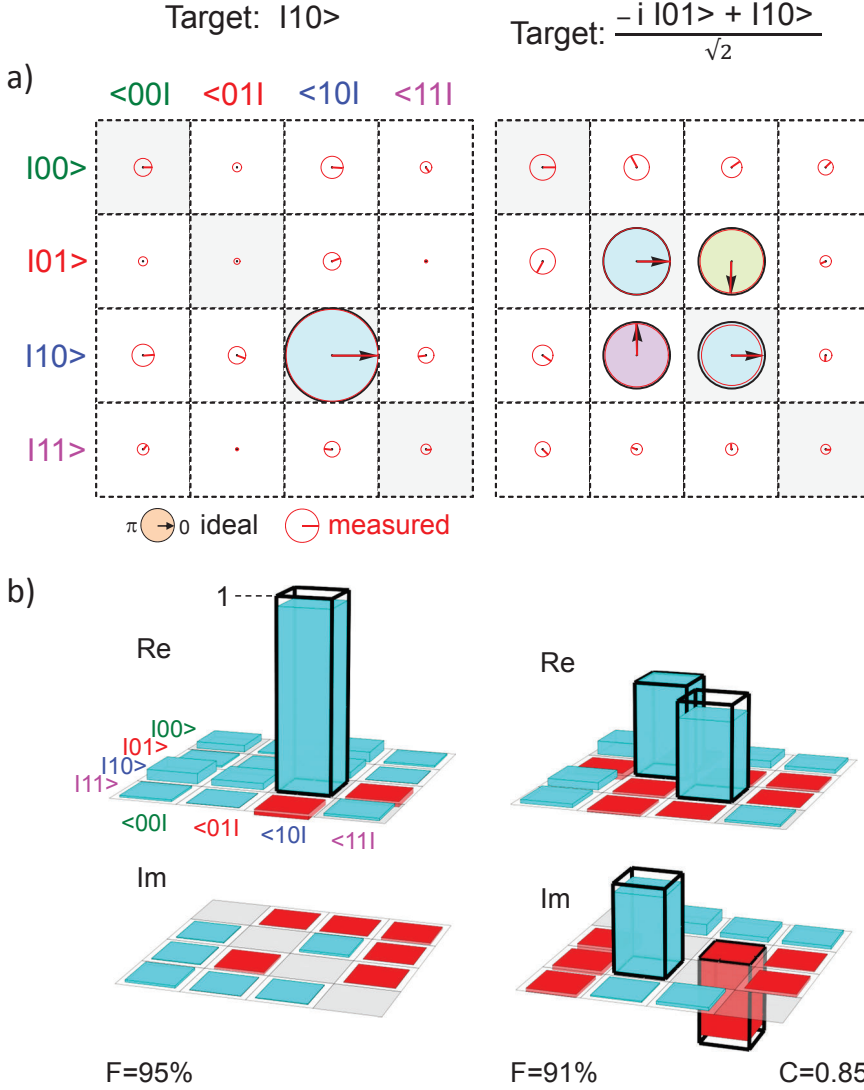 Target: |10>
Target: – i |01> + |10>
√2
a)
<00| <01| <10| <11|
|00>
|01>
|10>
|11>
π 0 ideal measured
b)
1
Re
Re
|00>
|01>
|10>
|11>
<00| <01| <10| <11|
Im
Im
F=95%
F=91% C=0.85